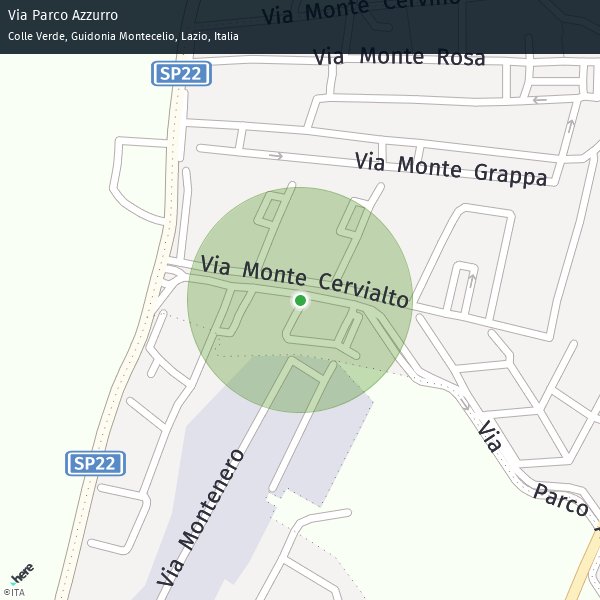 Via Parco Azzurro
Colle Verde, Guidonia Montecelio, Lazio, Italia
Via Monte Cervino
Via Monte Rosa
SP22
Via Monte Grappa
Via Monte Cervialto
SP22
Via Montenero
Via Parco
here
©ITA